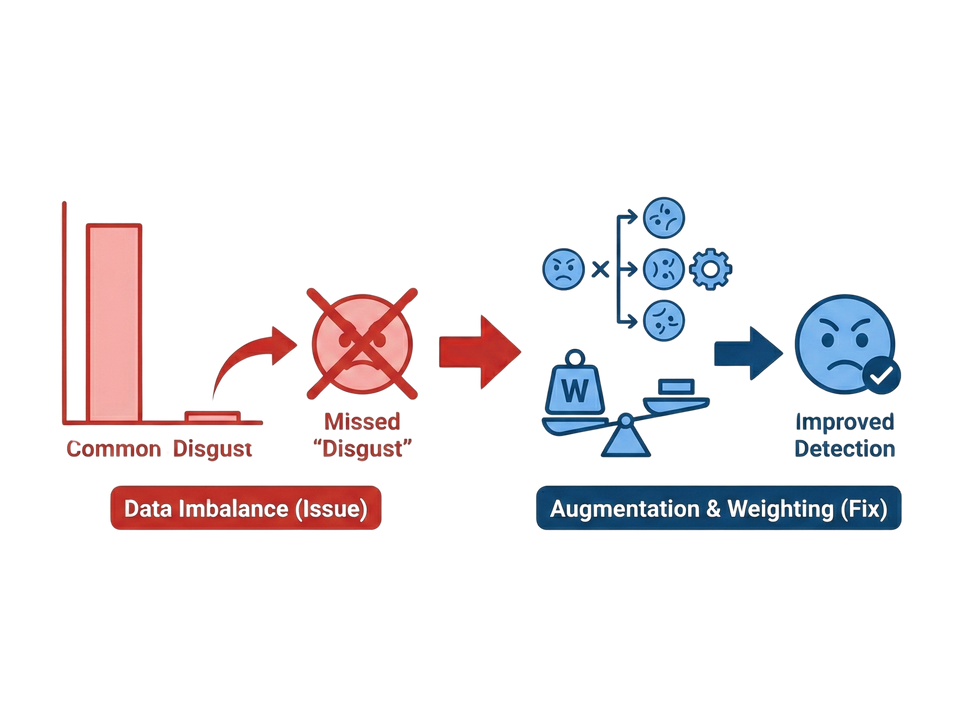 W
Common Disgust
Missed
“Disgust”
Improved
Detection
Data Imbalance (Issue)
Augmentation & Weighting (Fix)